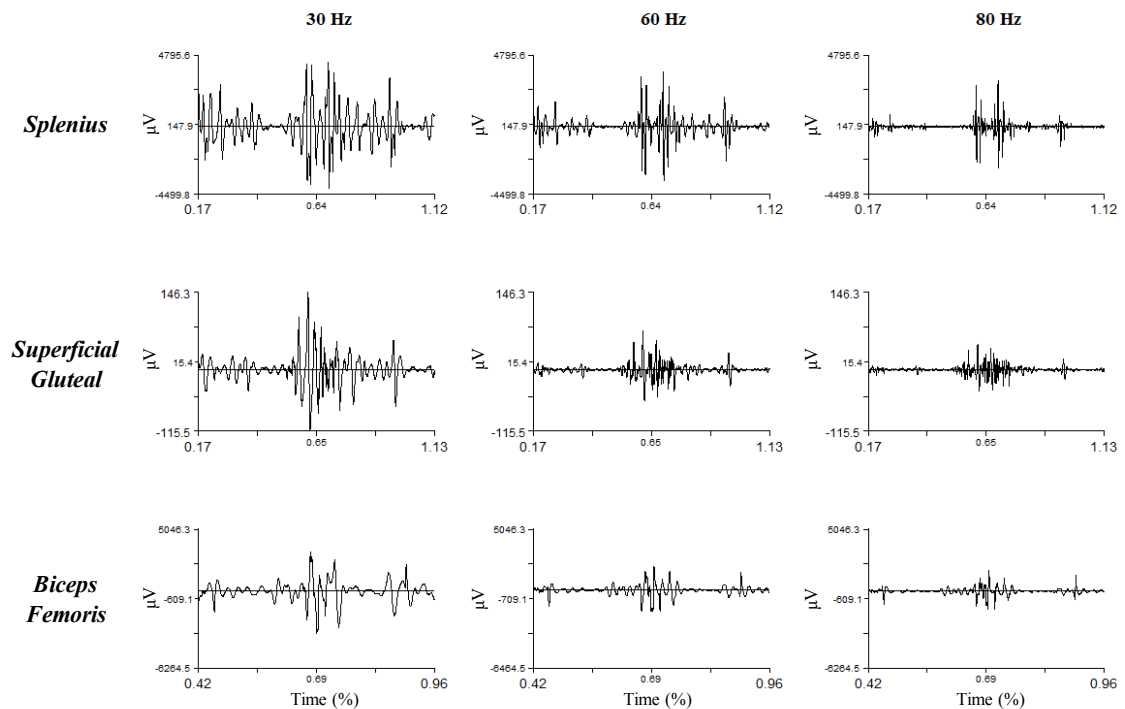 30 Hz 60 Hz 80 Hz
Splenius
µV 4795.6 147.9 -4499.8 0.17 0.64 1.12
µV 4795.6 147.9 -4499.8 0.17 0.64 1.12
µV 4795.6 147.9 -4499.8 0.17 0.64 1.12
Superficial
Gluteal
µV 146.3 15.4 -115.5 0.17 0.65 1.13
µV 146.3 15.4 -115.5 0.17 0.65 1.13
µV 146.3 15.4 -115.5 0.17 0.65 1.13
Biceps
Femoris
µV 5046.3 -609.1 -6264.5 0.42 0.69 0.96
Time (%)
µV 5046.3 -709.1 -6464.5 0.42 0.69 0.96
Time (%)
µV 5046.3 -609.1 -6264.5 0.42 0.69 0.96
Time (%)